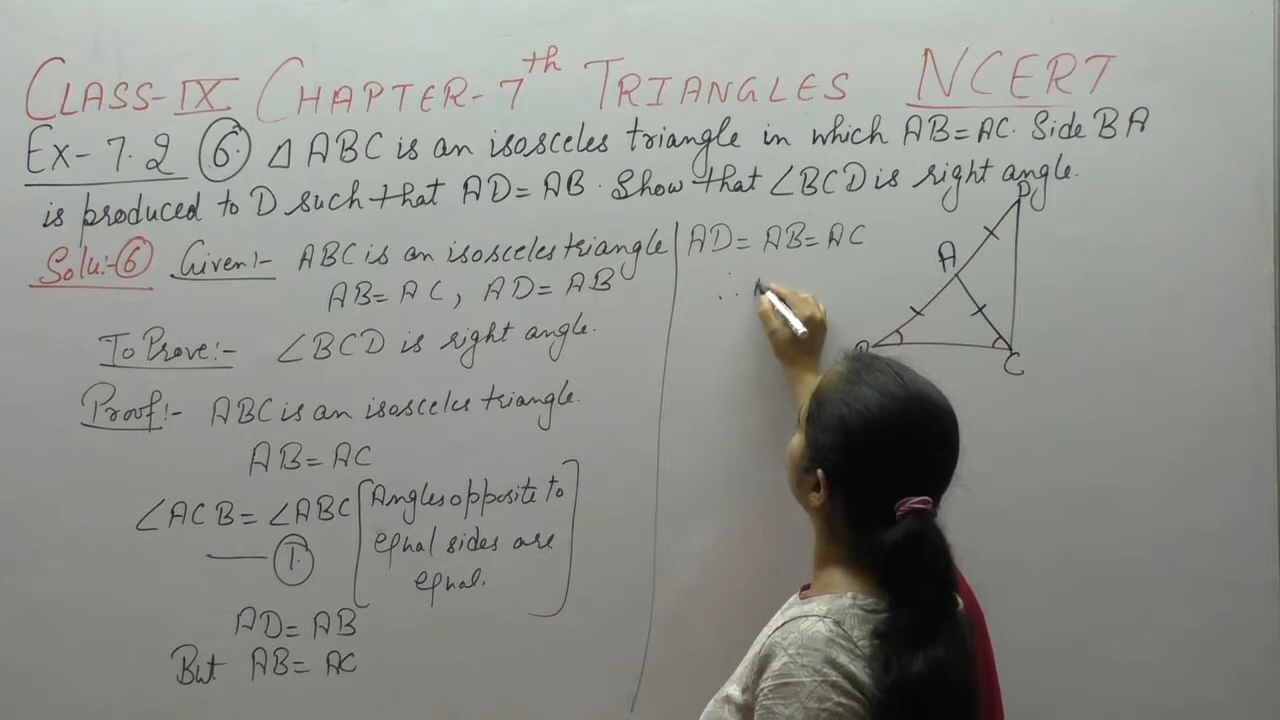 CLASS-IX CHAPTER-7th TRIANGLES NCERT
Ex-7.2 6. △ABC is an isosceles triangle in which AB=AC. Side BA
is produced to D such that AD=AB. Show that ∠BCD is right angle.
Solu:-6 Given:- ABC is an isosceles triangle
AB=AC, AD=AB
To Prove:- ∠BCD is right angle.
Proof:- ABC is an isosceles triangle.
AB=AC
∠ACB=∠ABC [Angles opposite to
equal sides are
equal.]
— 1
AD=AB
But AB=AC
AD=AB=AC
∴
D
A
C